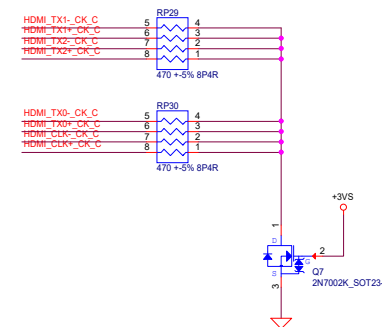 RP29
HDMI_TX1-_CK_C 5 4
HDMI_TX1+_CK_C 6 3
HDMI_TX2-_CK_C 7 2
HDMI_TX2+_CK_C 8 1
470 +-5% 8P4R
RP30
HDMI_TX0-_CK_C 5 4
HDMI_TX0+_CK_C 6 3
HDMI_CLK-_CK_C 7 2
HDMI_CLK+_CK_C 8 1
470 +-5% 8P4R
+3VS
1
D
2
G
S
Q7
3
2N7002K_SOT23-